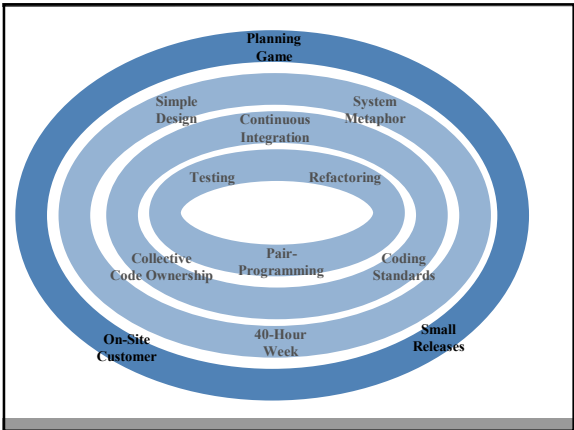 Planning
Game
Simple
Design
System
Metaphor
Continuous
Integration
Testing
Refactoring
Collective
Code Ownership
Pair-
Programming
Coding
Standards
On-Site
Customer
40-Hour
Week
Small
Releases